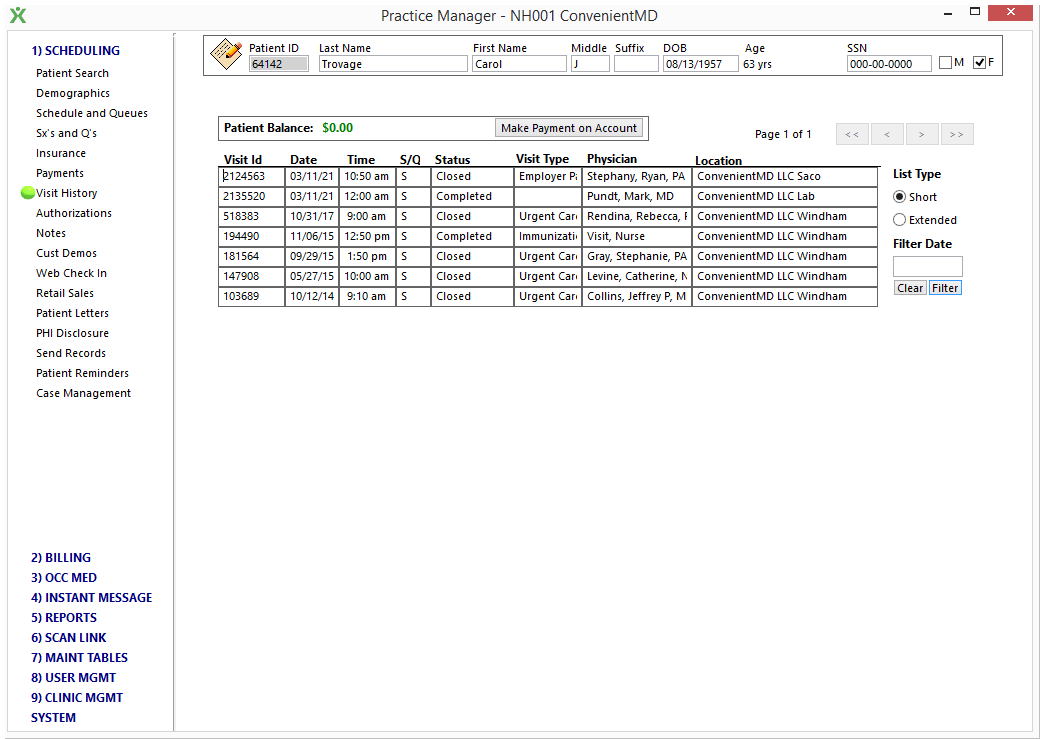 Practice Manager - NH001 ConvenientMD
1) SCHEDULING
Patient Search
Demographics
Schedule and Queues
Sx's and Q's
Insurance
Payments
Visit History
Authorizations
Notes
Cust Demos
Web Check In
Retail Sales
Patient Letters
PHI Disclosure
Send Records
Patient Reminders
Case Management
2) BILLING
3) OCC MED
4) INSTANT MESSAGE
5) REPORTS
6) SCAN LINK
7) MAINT TABLES
8) USER MGMT
9) CLINIC MGMT
SYSTEM
Patient ID Last Name First Name Middle Suffix DOB Age SSN
64142 Trovage Carol J 08/13/1957 63 yrs 000-00-0000 M F
Patient Balance: $0.00 Make Payment on Account
Page 1 of 1 << < > >>
Visit Id Date Time S/Q Status Visit Type Physician Location
2124563 03/11/21 10:50 am S Closed Employer Pa Stephany, Ryan, PA ConvenientMD LLC Saco
2135520 03/11/21 12:00 am S Completed Pundt, Mark, MD ConvenientMD LLC Lab
518383 10/31/17 9:00 am S Closed Urgent Car Rendina, Rebecca, ConvenientMD LLC Windham
194490 11/06/15 12:50 pm S Completed Immunizati Visit, Nurse ConvenientMD LLC Windham
181564 09/29/15 1:50 pm S Closed Urgent Car Gray, Stephanie, PA ConvenientMD LLC Windham
147908 05/27/15 10:00 am S Closed Urgent Car Levine, Catherine, N ConvenientMD LLC Windham
103689 10/12/14 9:10 am S Closed Urgent Car Collins, Jeffrey P, M ConvenientMD LLC Windham
List Type
Short
Extended
Filter Date
Clear Filter